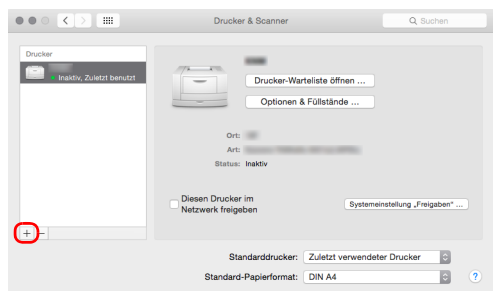 Drucker & Scanner
Suchen
Drucker
Inaktiv, Zuletzt benutzt
Drucker-Warteliste öffnen ...
Optionen & Füllstände ...
Ort:
Art:
Status: Inaktiv
Diesen Drucker im
Netzwerk freigeben
Systemeinstellung „Freigaben“ ...
+ −
Standarddrucker: Zuletzt verwendeter Drucker
Standard-Papierformat: DIN A4
?